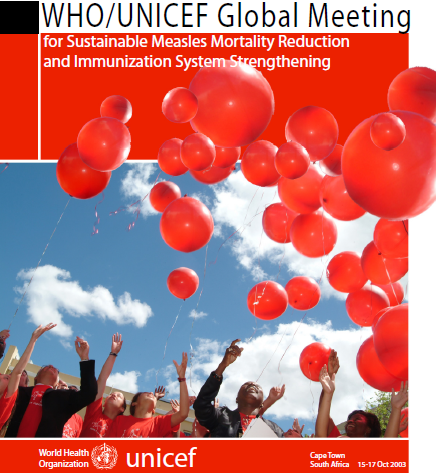 WHO/UNICEF Global Meeting
for Sustainable Measles Mortality Reduction
and Immunization System Strengthening
World Health
Organization
unicef
Cape Town
South Africa 15-17 Oct 2003